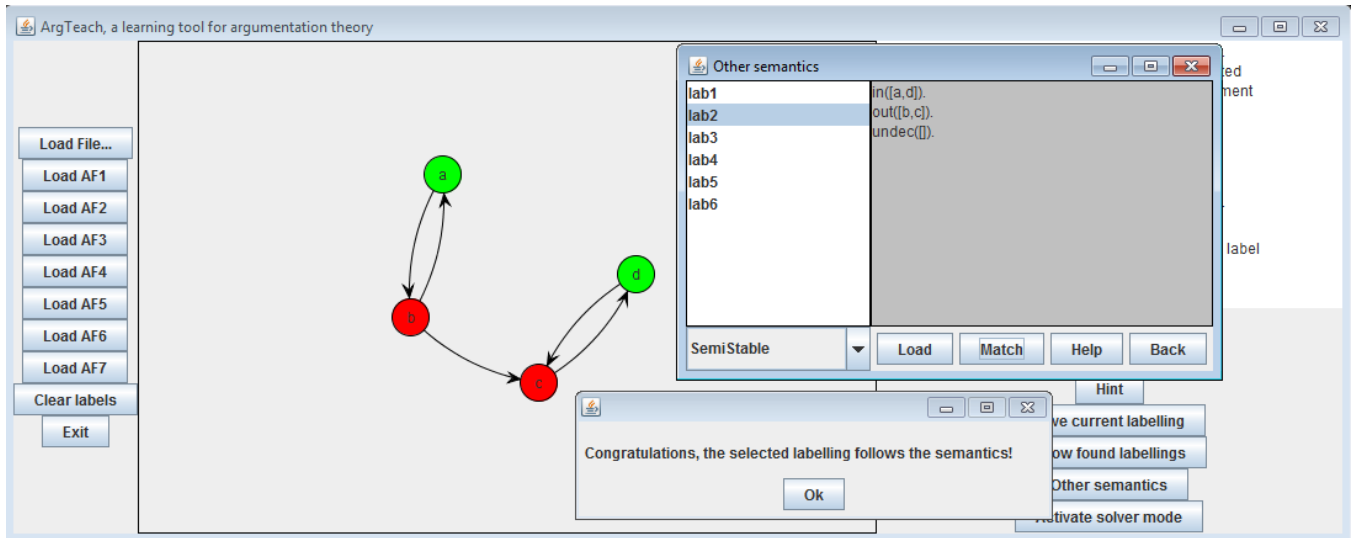 ArgTeach, a learning tool for argumentation theory
Load File...
Load AF1
Load AF2
Load AF3
Load AF4
Load AF5
Load AF6
Load AF7
Clear labels
Exit
a
b
c
d
Other semantics
lab1
lab2
lab3
lab4
lab5
lab6
in([a,d]).
out([b,c]).
undec([]).
SemiStable
Load
Match
Help
Back
label
Hint
ve current labelling
ow found labellings
Other semantics
ctivate solver mode
Congratulations, the selected labelling follows the semantics!
Ok